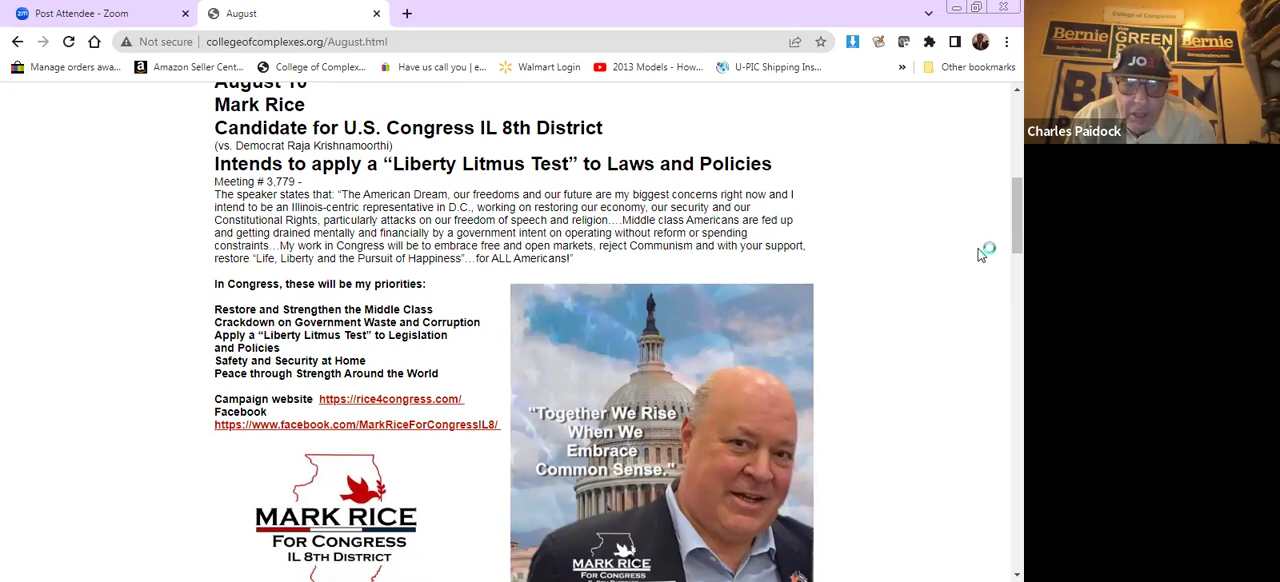 Post Attendee - Zoom
August
Not secure
collegeofcomplexes.org/August.html
Manage orders awa...
Amazon Seller Cent...
College of Complex...
Have us call you | e...
Walmart Login
2013 Models - How...
U-PIC Shipping Ins...
»
Other bookmarks
August 10
Mark Rice
Candidate for U.S. Congress IL 8th District
(vs. Democrat Raja Krishnamoorthi)
Intends to apply a “Liberty Litmus Test” to Laws and Policies
Meeting # 3,779 -
The speaker states that: “The American Dream, our freedoms and our future are my biggest concerns right now and I
intend to be an Illinois-centric representative in D.C., working on restoring our economy, our security and our
Constitutional Rights, particularly attacks on our freedom of speech and religion….Middle class Americans are fed up
and getting drained mentally and financially by a government intent on operating without reform or spending
constraints…My work in Congress will be to embrace free and open markets, reject Communism and with your support,
restore “Life, Liberty and the Pursuit of Happiness”…for ALL Americans!”
In Congress, these will be my priorities:
Restore and Strengthen the Middle Class
Crackdown on Government Waste and Corruption
Apply a “Liberty Litmus Test” to Legislation
and Policies
Safety and Security at Home
Peace through Strength Around the World
Campaign website https://rice4congress.com/
Facebook
https://www.facebook.com/MarkRiceForCongressIL8/
MARK RICE
FOR CONGRESS
IL 8TH DISTRICT
"Together We Rise
When We
Embrace
Common Sense."
MARK RICE
FOR CONGRESS
College of Complexes
Bernie
Vote
GREEN
Bernie
JOE
Charles Paidock